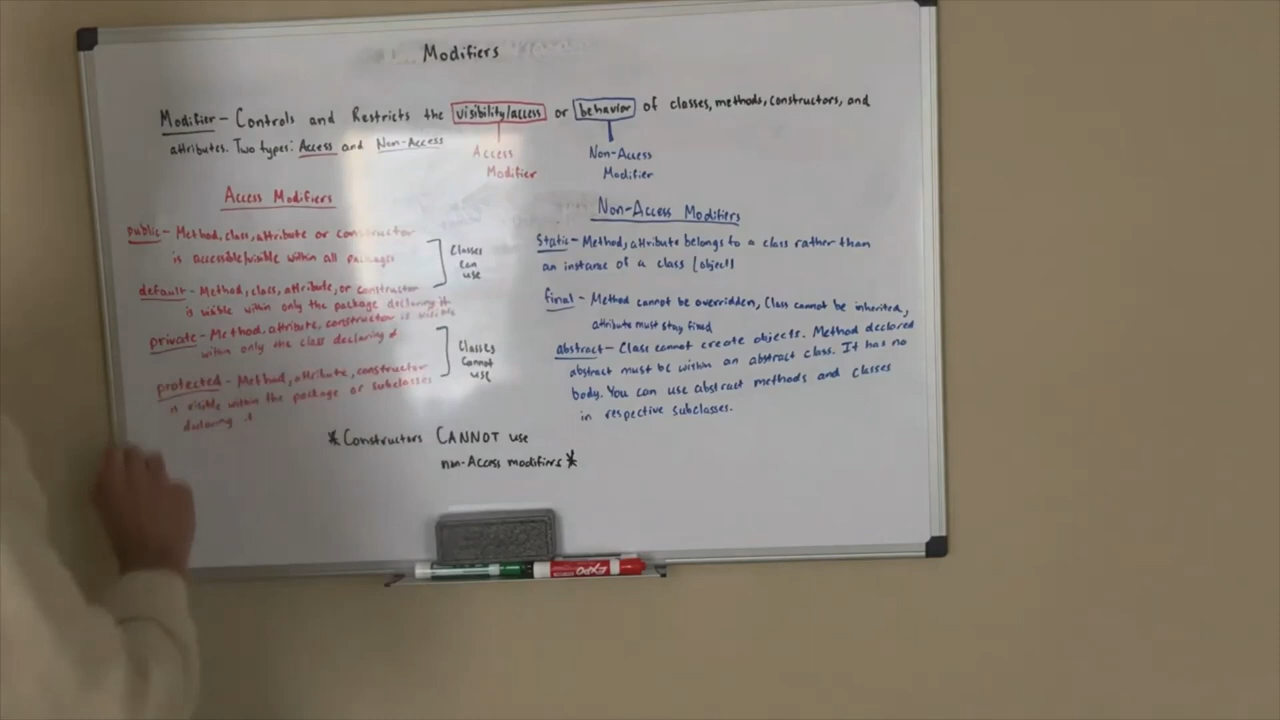 Modifiers
Modifier - Controls and Restricts the visibility/access or behavior of classes, methods, constructors, and
attributes. Two types: Access and Non-Access
Access
Modifier
Non-Access
Modifier
Access Modifiers
public - Method, class, attribute or constructor
is accessible/visible within all packages
default - Method, class, attribute, or constructor
is visible within only the package declaring it
Classes
can
use
private - Method, attribute, constructor is visible
within only the class declaring it
protected - Method, attribute, constructor
is visible within the package or subclasses
declaring it
Classes
Cannot
use
Non-Access Modifiers
Static - Method, attribute belongs to a class rather than
an instance of a class (object)
final - Method cannot be overridden, Class cannot be inherited,
attribute must stay fixed
abstract - Class cannot create objects. Method declared
abstract must be within an abstract class. It has no
body. You can use abstract methods and classes
in respective subclasses.
*Constructors CANNOT use
non-Access modifiers*
EXPO